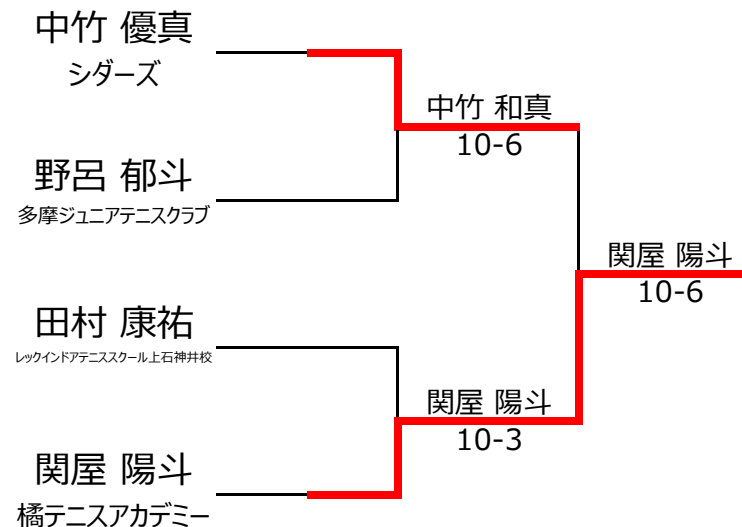 中竹 優真
シダーズ
中竹 和真
10-6
野呂 郁斗
多摩ジュニアテニスクラブ
関屋 陽斗
10-6
田村 康祐
レックインドアテニススクール上石神井校
関屋 陽斗
10-3
関屋 陽斗
橘テニスアカデミー